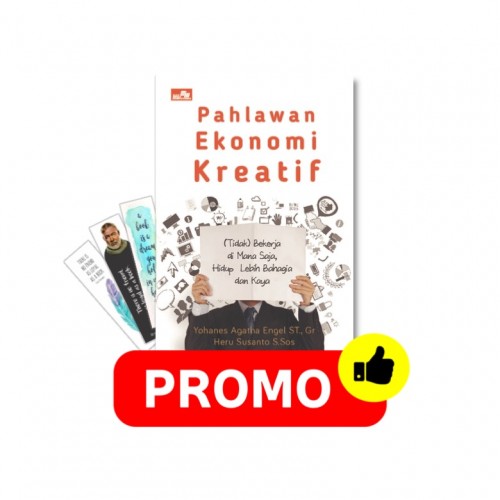 Pahlawan
Ekonomi
Kreatif
(Tidak) Bekerja
di Mana Saja,
Hidup Lebih Bahagia
dan Kaya
Yohanes Agatha Engel ST., Gr
Heru Susanto S.Sos
PROMO